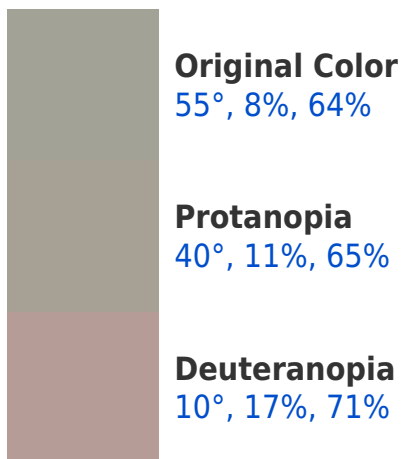 Original Color
55°, 8%, 64%
Protanopia
40°, 11%, 65%
Deuteranopia
10°, 17%, 71%